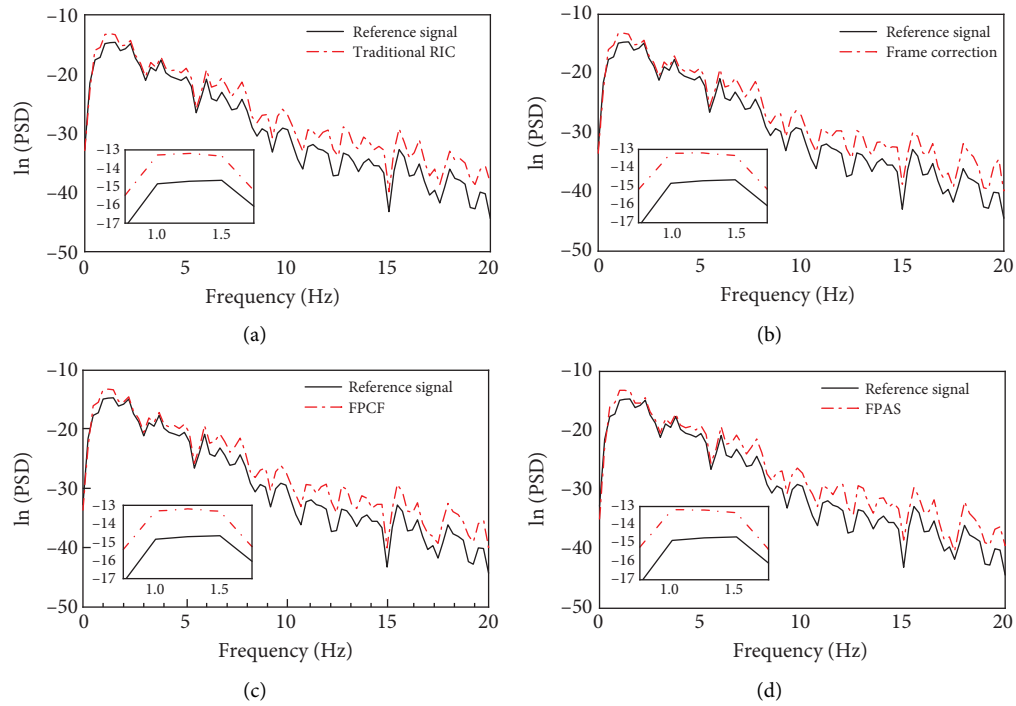 −10
Reference signal
Traditional RIC
−20
−30
ln (PSD)
−13
−14
−15
−16
−17
1.0 1.5
−40
−50
0 5 10 15 20
Frequency (Hz)
(a)
−10
Reference signal
Frame correction
−20
−30
ln (PSD)
−13
−14
−15
−16
−17
1.0 1.5
−40
−50
0 5 10 15 20
Frequency (Hz)
(b)
−10
Reference signal
FPCF
−20
−30
ln (PSD)
−13
−14
−15
−16
−17
1.0 1.5
−40
−50
0 5 10 15 20
Frequency (Hz)
(c)
−10
Reference signal
FPAS
−20
−30
ln (PSD)
−13
−14
−15
−16
−17
1.0 1.5
−40
−50
0 5 10 15 20
Frequency (Hz)
(d)